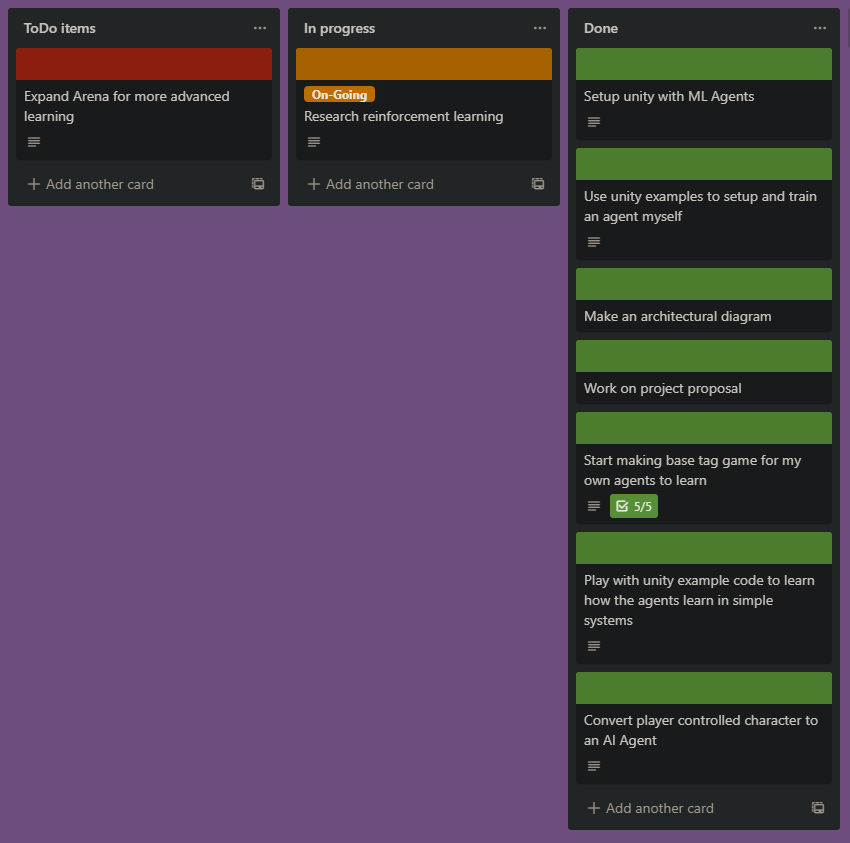 ToDo items
Expand Arena for more advanced
learning
Add another card
In progress
On-Going
Research reinforcement learning
Add another card
Done
Setup unity with ML Agents
Use unity examples to setup and train
an agent myself
Make an architectural diagram
Work on project proposal
Start making base tag game for my
own agents to learn
5/5
Play with unity example code to learn
how the agents learn in simple
systems
Convert player controlled character to
an AI Agent
Add another card